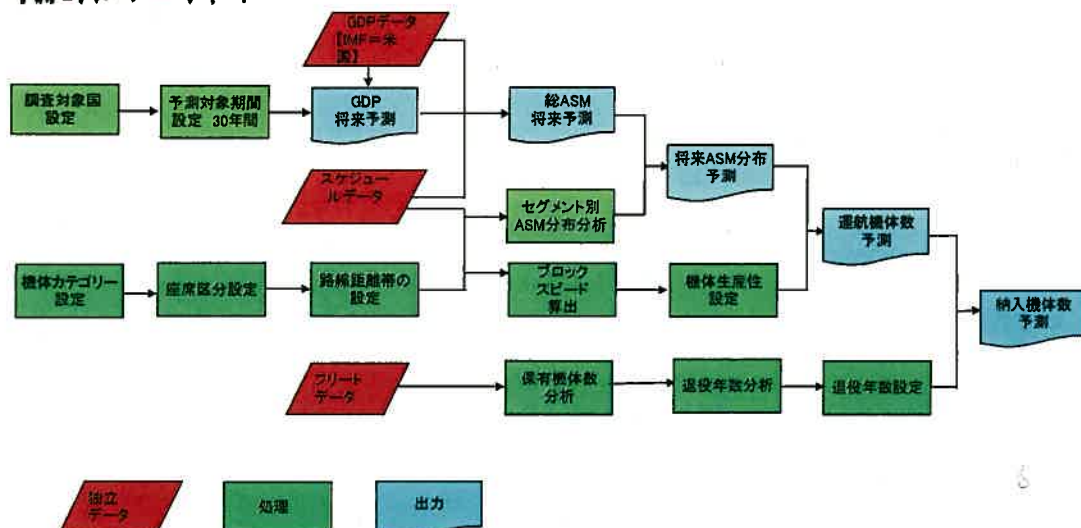 GDPデータ
【IMF=米
国】
調査対象国
設定
予測対象期間
設定 30年間
GDP
将来予測
総ASM
将来予測
将来ASM分布
予測
スケジュー
ルデータ
セグメント別
ASM分布分析
運航機体数
予測
機体カテゴリー
設定
座席区分設定
路線距離帯の
設定
ブロック
スピード
算出
機体生産性
設定
納入機体数
予測
フリート
データ
保有機体数
分析
退役年数分析
退役年数設定
独立
データ
処理
出力
6